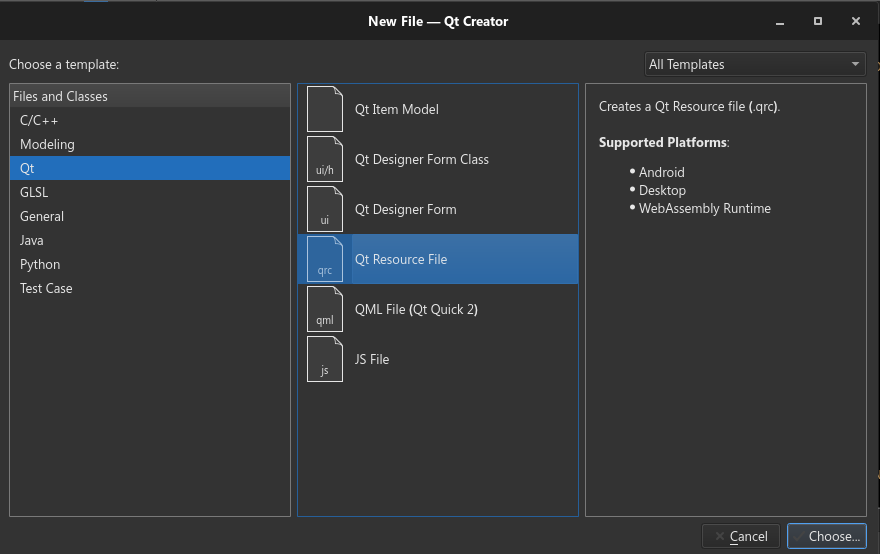 New File — Qt Creator
Choose a template:
All Templates
Files and Classes
C/C++
Modeling
Qt
GLSL
General
Java
Python
Test Case
Qt Item Model
ui/h
Qt Designer Form Class
ui
Qt Designer Form
qrc
Qt Resource File
qml
QML File (Qt Quick 2)
js
JS File
Creates a Qt Resource file (.qrc).
Supported Platforms:
• Android
• Desktop
• WebAssembly Runtime
Cancel
Choose...